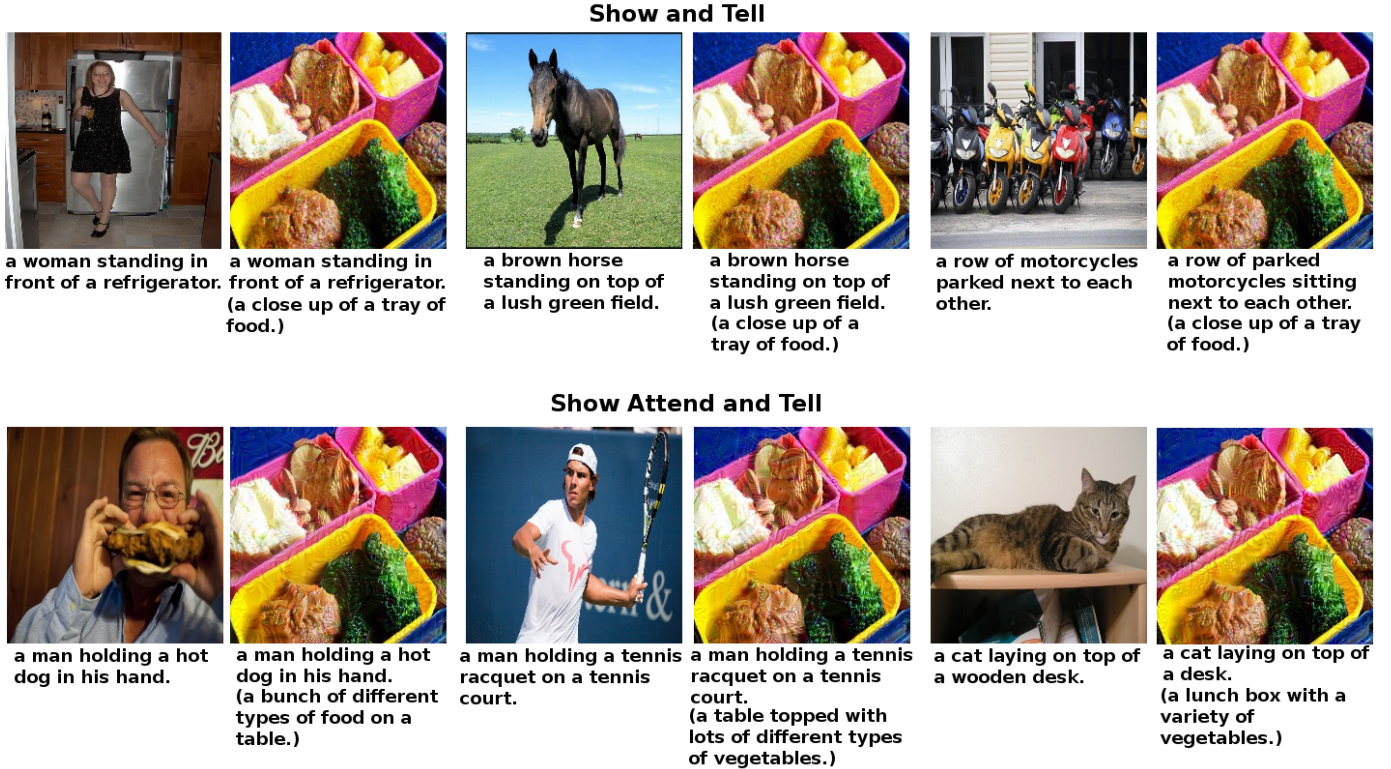 Show and Tell
a woman standing in
front of a refrigerator.
a woman standing in
front of a refrigerator.
(a close up of a tray of
food.)
a brown horse
standing on top of
a lush green field.
a brown horse
standing on top of
a lush green field.
(a close up of a
tray of food.)
a row of motorcycles
parked next to each
other.
a row of parked
motorcycles sitting
next to each other.
(a close up of a tray
of food.)
Show Attend and Tell
a man holding a hot
dog in his hand.
a man holding a hot
dog in his hand.
(a bunch of different
types of food on a
table.)
a man holding a tennis
racquet on a tennis
court.
a man holding a tennis
racquet on a tennis
court.
(a table topped with
lots of different types
of vegetables.)
a cat laying on top of
a wooden desk.
a cat laying on top of
a desk.
(a lunch box with a
variety of
vegetables.)